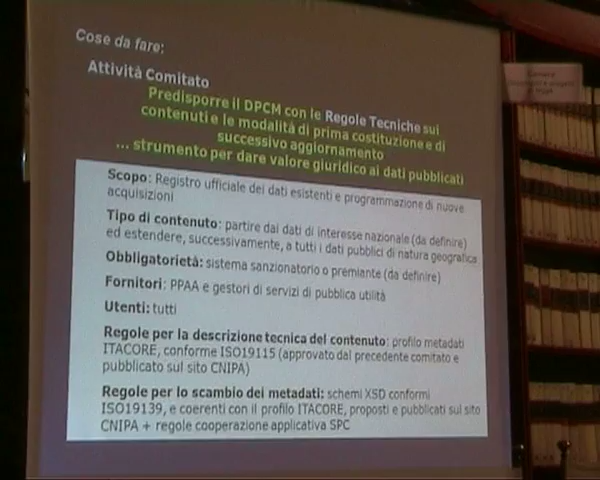 Cose da fare:
Attività Comitato
Predisporre il DPCM con le Regole Tecniche sui
contenuti e le modalità di prima costituzione e di
successivo aggiornamento
... strumento per dare valore giuridico ai dati pubblicati
Scopo: Registro ufficiale dei dati esistenti e programmazione di nuove
acquisizioni
Tipo di contenuto: partire dai dati di interesse nazionale (da definire)
ed estendere, successivamente, a tutti i dati pubblici di natura geografica
Obbligatorietà: sistema sanzionatorio o premiante (da definire)
Fornitori: PPAA e gestori di servizi di pubblica utilità
Utenti: tutti
Regole per la descrizione tecnica del contenuto: profilo metadati
ITACORE, conforme ISO19115 (approvato dal precedente comitato e
pubblicato sul sito CNIPA)
Regole per lo scambio dei metadati: schemi XSD conformi
ISO19139, e coerenti con il profilo ITACORE, proposti e pubblicati sul sito
CNIPA + regole cooperazione applicativa SPC